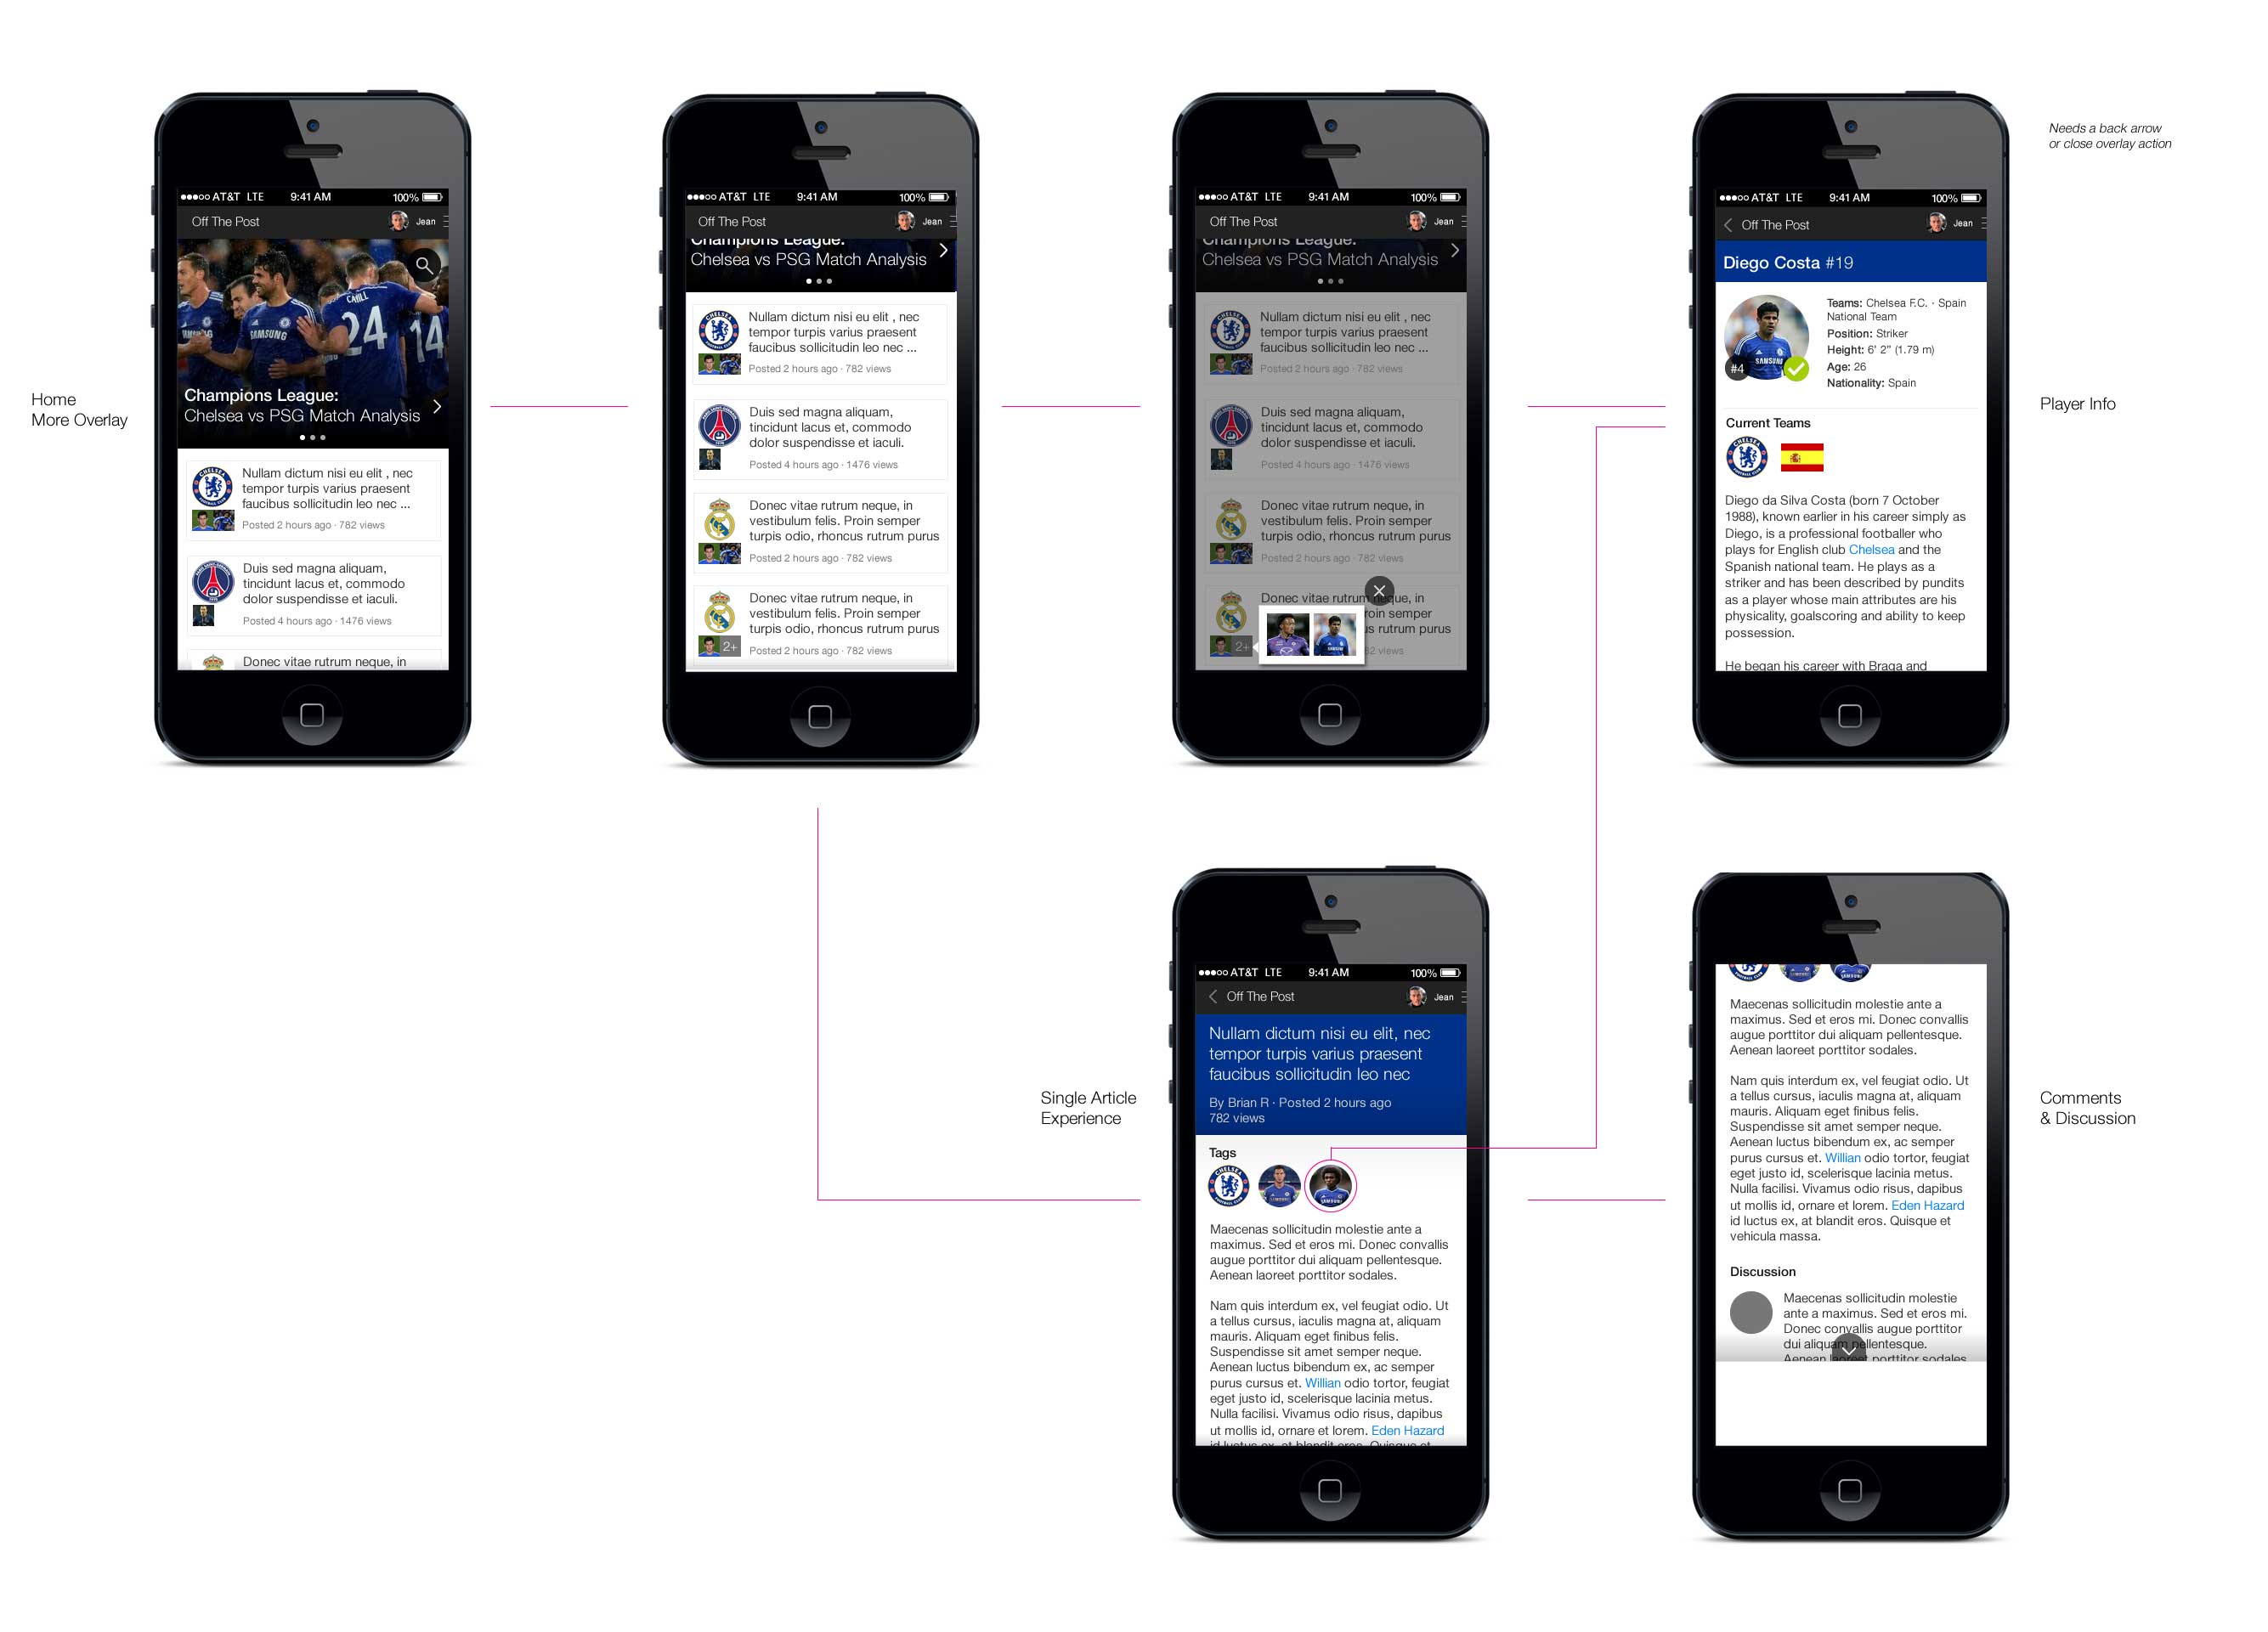 Home
More Overlay
AT&T LTE 9:41 AM 100%
Off The Post Jean
CAHILL
24
14
SAMSUNG
Champions League:
Chelsea vs PSG Match Analysis
Nullam dictum nisi eu elit , nec
tempor turpis varius praesent
faucibus sollicitudin leo nec ...
Posted 2 hours ago · 782 views
Duis sed magna aliquam,
tincidunt lacus et, commodo
dolor suspendisse et iaculi.
Posted 4 hours ago · 1476 views
Donec vitae rutrum neque, in
AT&T LTE 9:41 AM 100%
Off The Post Jean
Champions League:
Chelsea vs PSG Match Analysis
Nullam dictum nisi eu elit , nec
tempor turpis varius praesent
faucibus sollicitudin leo nec ...
Posted 2 hours ago · 782 views
Duis sed magna aliquam,
tincidunt lacus et, commodo
dolor suspendisse et iaculi.
Posted 4 hours ago · 1476 views
Donec vitae rutrum neque, in
vestibulum felis. Proin semper
turpis odio, rhoncus rutrum purus
Posted 2 hours ago · 782 views
Donec vitae rutrum neque, in
vestibulum felis. Proin semper
turpis odio, rhoncus rutrum purus
2+
Posted 2 hours ago · 782 views
AT&T LTE 9:41 AM 100%
Off The Post Jean
Champions League:
Chelsea vs PSG Match Analysis
Nullam dictum nisi eu elit , nec
tempor turpis varius praesent
faucibus sollicitudin leo nec ...
Posted 2 hours ago · 782 views
Duis sed magna aliquam,
tincidunt lacus et, commodo
dolor suspendisse et iaculi.
Posted 4 hours ago · 1476 views
Donec vitae rutrum neque, in
vestibulum felis. Proin semper
turpis odio, rhoncus rutrum purus
Posted 2 hours ago · 782 views
Donec vitae rutrum neque, in
roin semper
us rutrum purus
2+
82 views
AT&T LTE 9:41 AM 100%
Off The Post Jean
Diego Costa #19
Teams: Chelsea F.C. · Spain
National Team
Position: Striker
Height: 6' 2" (1.79 m)
Age: 26
Nationality: Spain
SAMSUNG
#4
Current Teams
Diego da Silva Costa (born 7 October
1988), known earlier in his career simply as
Diego, is a professional footballer who
plays for English club Chelsea and the
Spanish national team. He plays as a
striker and has been described by pundits
as a player whose main attributes are his
physicality, goalscoring and ability to keep
possession.
He began his career with Braga and
Needs a back arrow
or close overlay action
Player Info
Single Article
Experience
AT&T LTE 9:41 AM 100%
Off The Post Jean
Nullam dictum nisi eu elit, nec
tempor turpis varius praesent
faucibus sollicitudin leo nec
By Brian R · Posted 2 hours ago
782 views
Tags
Maecenas sollicitudin molestie ante a
maximus. Sed et eros mi. Donec convallis
augue porttitor dui aliquam pellentesque.
Aenean laoreet porttitor sodales.
Nam quis interdum ex, vel feugiat odio. Ut
a tellus cursus, iaculis magna at, aliquam
mauris. Aliquam eget finibus felis.
Suspendisse sit amet semper neque.
Aenean luctus bibendum ex, ac semper
purus cursus et. Willian odio tortor, feugiat
eget justo id, scelerisque lacinia metus.
Nulla facilisi. Vivamus odio risus, dapibus
ut mollis id, ornare et lorem. Eden Hazard
id luctus ex, at blandit eros. Quisque et
Maecenas sollicitudin molestie ante a
maximus. Sed et eros mi. Donec convallis
augue porttitor dui aliquam pellentesque.
Aenean laoreet porttitor sodales.
Nam quis interdum ex, vel feugiat odio. Ut
a tellus cursus, iaculis magna at, aliquam
mauris. Aliquam eget finibus felis.
Suspendisse sit amet semper neque.
Aenean luctus bibendum ex, ac semper
purus cursus et. Willian odio tortor, feugiat
eget justo id, scelerisque lacinia metus.
Nulla facilisi. Vivamus odio risus, dapibus
ut mollis id, ornare et lorem. Eden Hazard
id luctus ex, at blandit eros. Quisque et
vehicula massa.
Discussion
Maecenas sollicitudin molestie
ante a maximus. Sed et eros mi.
Donec convallis augue porttitor
dui aliquam pellentesque.
Aenean laoreet porttitor sodales
Comments
& Discussion